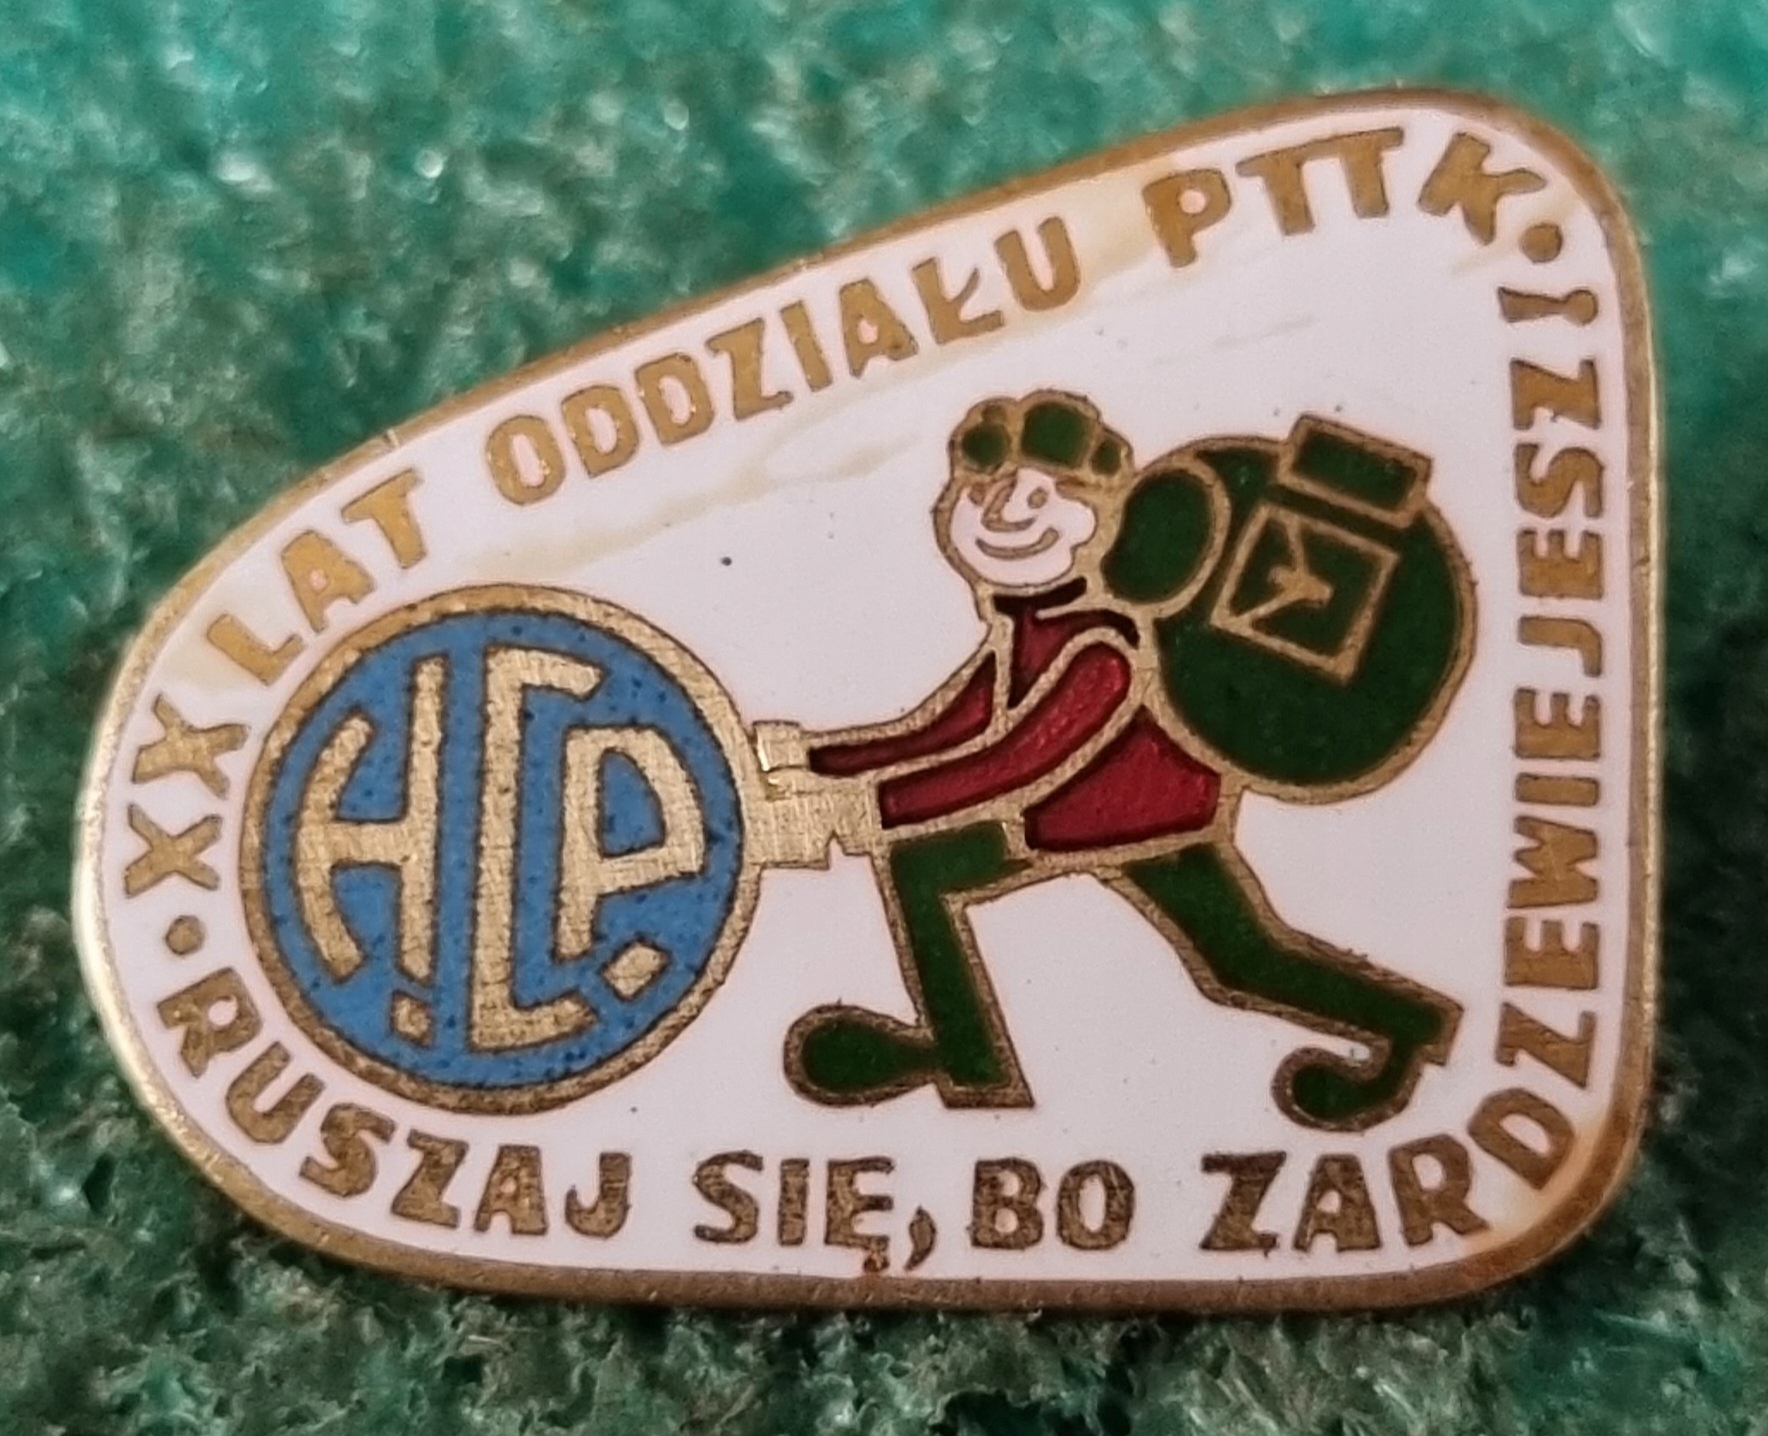 XX LAT ODDZIAŁU PTTK •
RUSZAJ SIĘ, BO ZARDZEWIEJESZ! •
H.C.P.